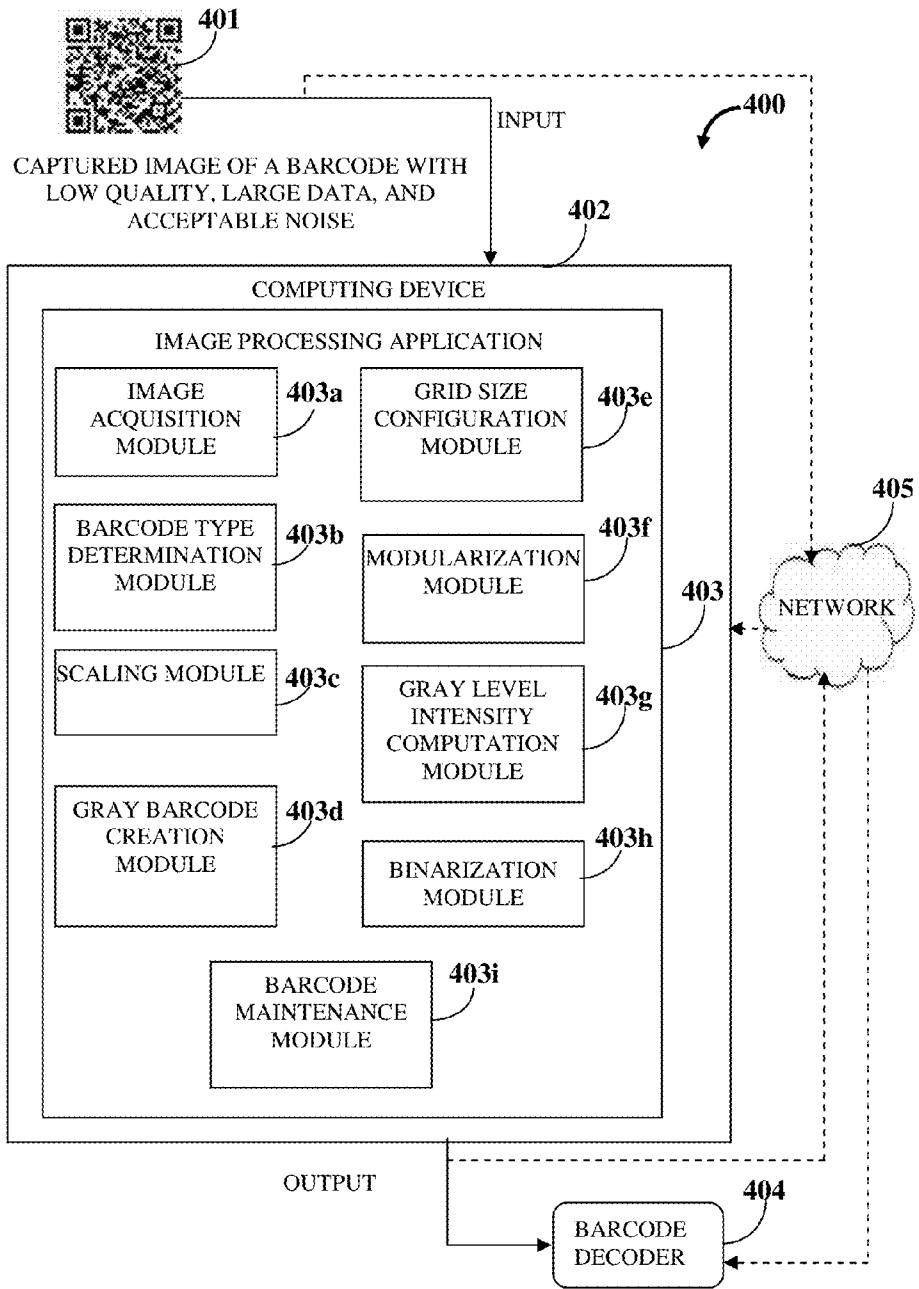 401
400
INPUT
CAPTURED IMAGE OF A BARCODE WITH
LOW QUALITY, LARGE DATA, AND
ACCEPTABLE NOISE
402
COMPUTING DEVICE
IMAGE PROCESSING APPLICATION
IMAGE
ACQUISITION
MODULE
403a
GRID SIZE
CONFIGURATION
MODULE
403e
BARCODE TYPE
DETERMINATION
MODULE
403b
MODULARIZATION
MODULE
403f
403
405
NETWORK
SCALING MODULE
403c
GRAY LEVEL
INTENSITY
COMPUTATION
MODULE
403g
GRAY BARCODE
CREATION
MODULE
403d
BINARIZATION
MODULE
403h
BARCODE
MAINTENANCE
MODULE
403i
OUTPUT
BARCODE
DECODER
404